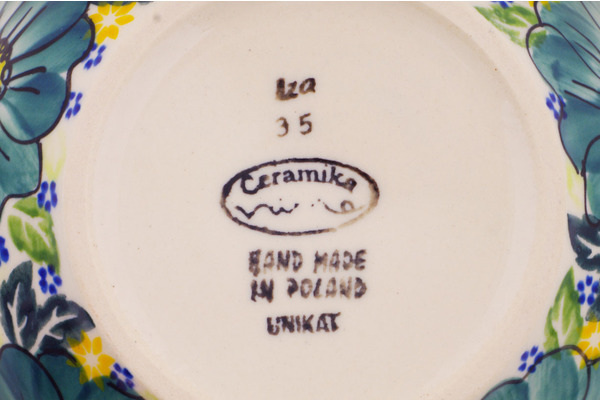 Iza
35
Ceramika
HAND MADE
IN POLAND
UNIKAT